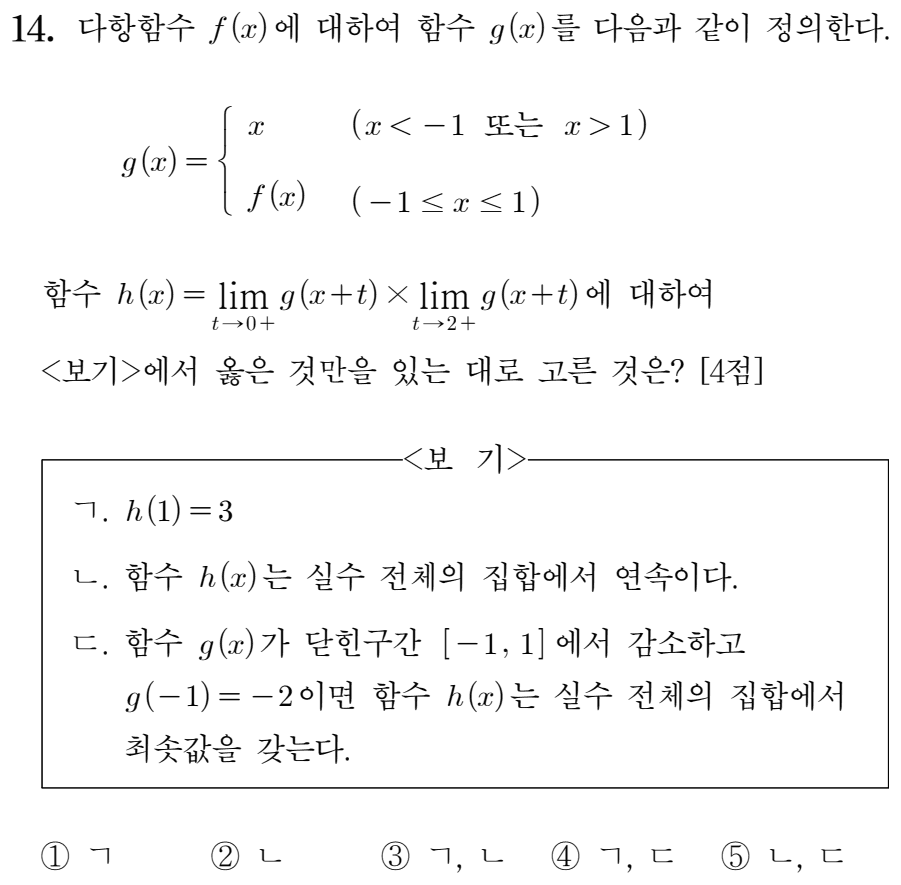 14. 다항함수 f(x)에 대하여 함수 g(x)를 다음과 같이 정의한다.
g(x) = { x (x < −1 또는 x > 1)
f(x) (−1 ≤ x ≤ 1)
함수 h(x) = lim_{t→0+} g(x+t) × lim_{t→2+} g(x+t)에 대하여
<보기>에서 옳은 것만을 있는 대로 고른 것은? [4점]
<보 기>
ㄱ. h(1) = 3
ㄴ. 함수 h(x)는 실수 전체의 집합에서 연속이다.
ㄷ. 함수 g(x)가 닫힌구간 [−1, 1]에서 감소하고
g(−1) = −2이면 함수 h(x)는 실수 전체의 집합에서
최솟값을 갖는다.
① ㄱ ② ㄴ ③ ㄱ, ㄴ ④ ㄱ, ㄷ ⑤ ㄴ, ㄷ